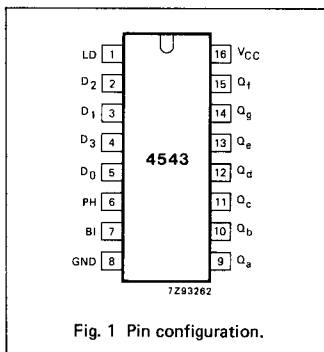 LD 1 16 VCC
D2 2 15 Qf
D1 3 14 Qg
D3 4 13 Qe
4543
D0 5 12 Qd
PH 6 11 Qc
BI 7 10 Qb
GND 8 9 Qa
7Z93262
Fig. 1 Pin configuration.